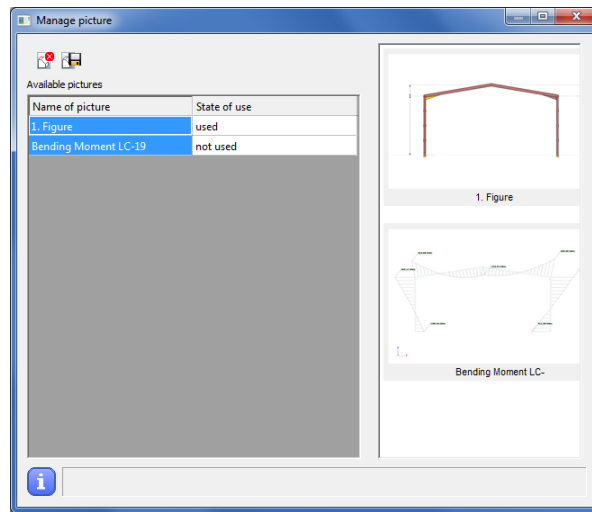 Manage picture
Available pictures
Name of picture State of use
1. Figure used
Bending Moment LC-19 not used
1. Figure
Bending Moment LC-